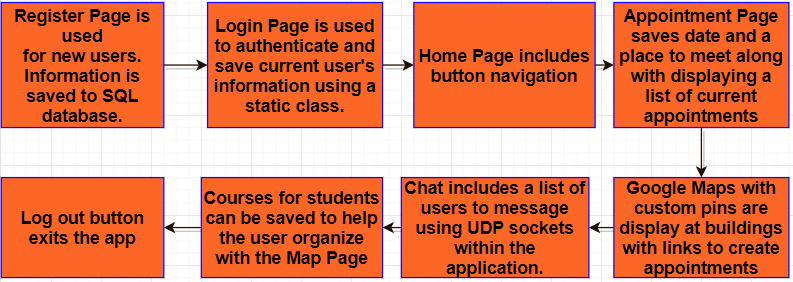 Register Page is
used
for new users.
Information is
saved to SQL
database.
Login Page is used
to authenticate and
save current user's
information using a
static class.
Home Page includes
button navigation
Appointment Page
saves date and a
place to meet along
with displaying a
list of current
appointments
Google Maps with
custom pins are
display at buildings
with links to create
appointments
Chat includes a list of
users to message
using UDP sockets
within the
application.
Courses for students
can be saved to help
the user organize
with the Map Page
Log out button
exits the app